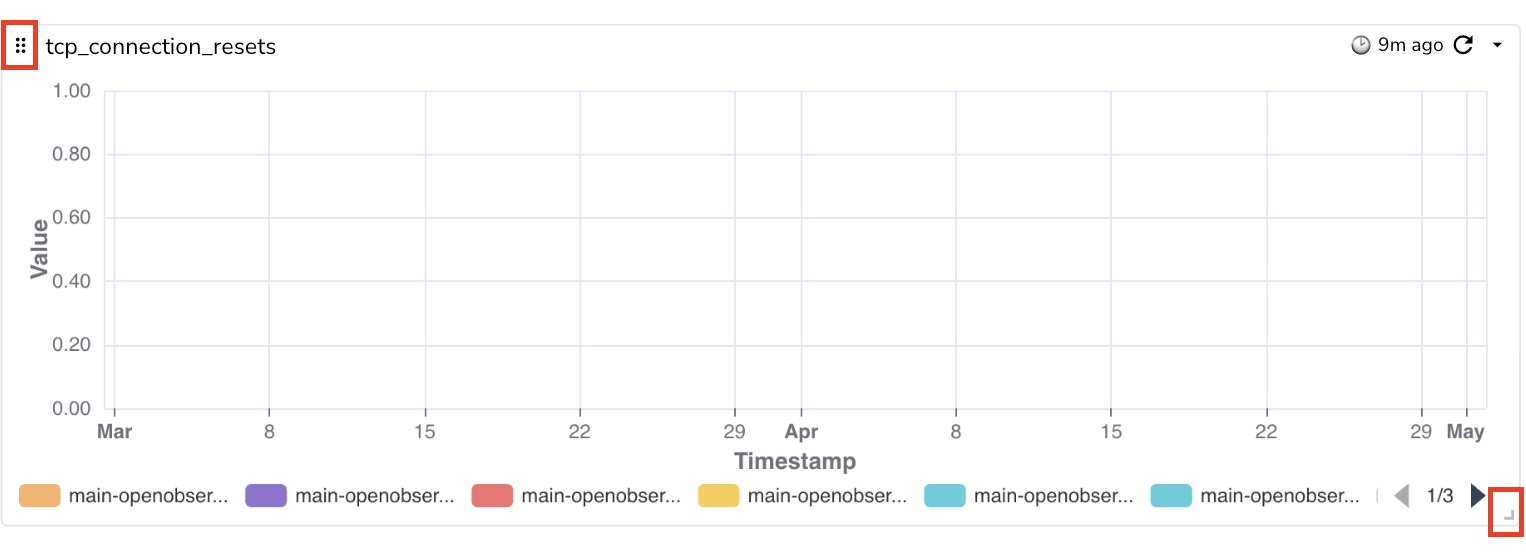 tcp_connection_resets 9m ago
1.00
0.80
0.60
0.40
0.20
0.00
Value
Mar 8 15 22 29 Apr 8 15 22 29 May
Timestamp
main-openobser... main-openobser... main-openobser... main-openobser... main-openobser... main-openobser... 1/3